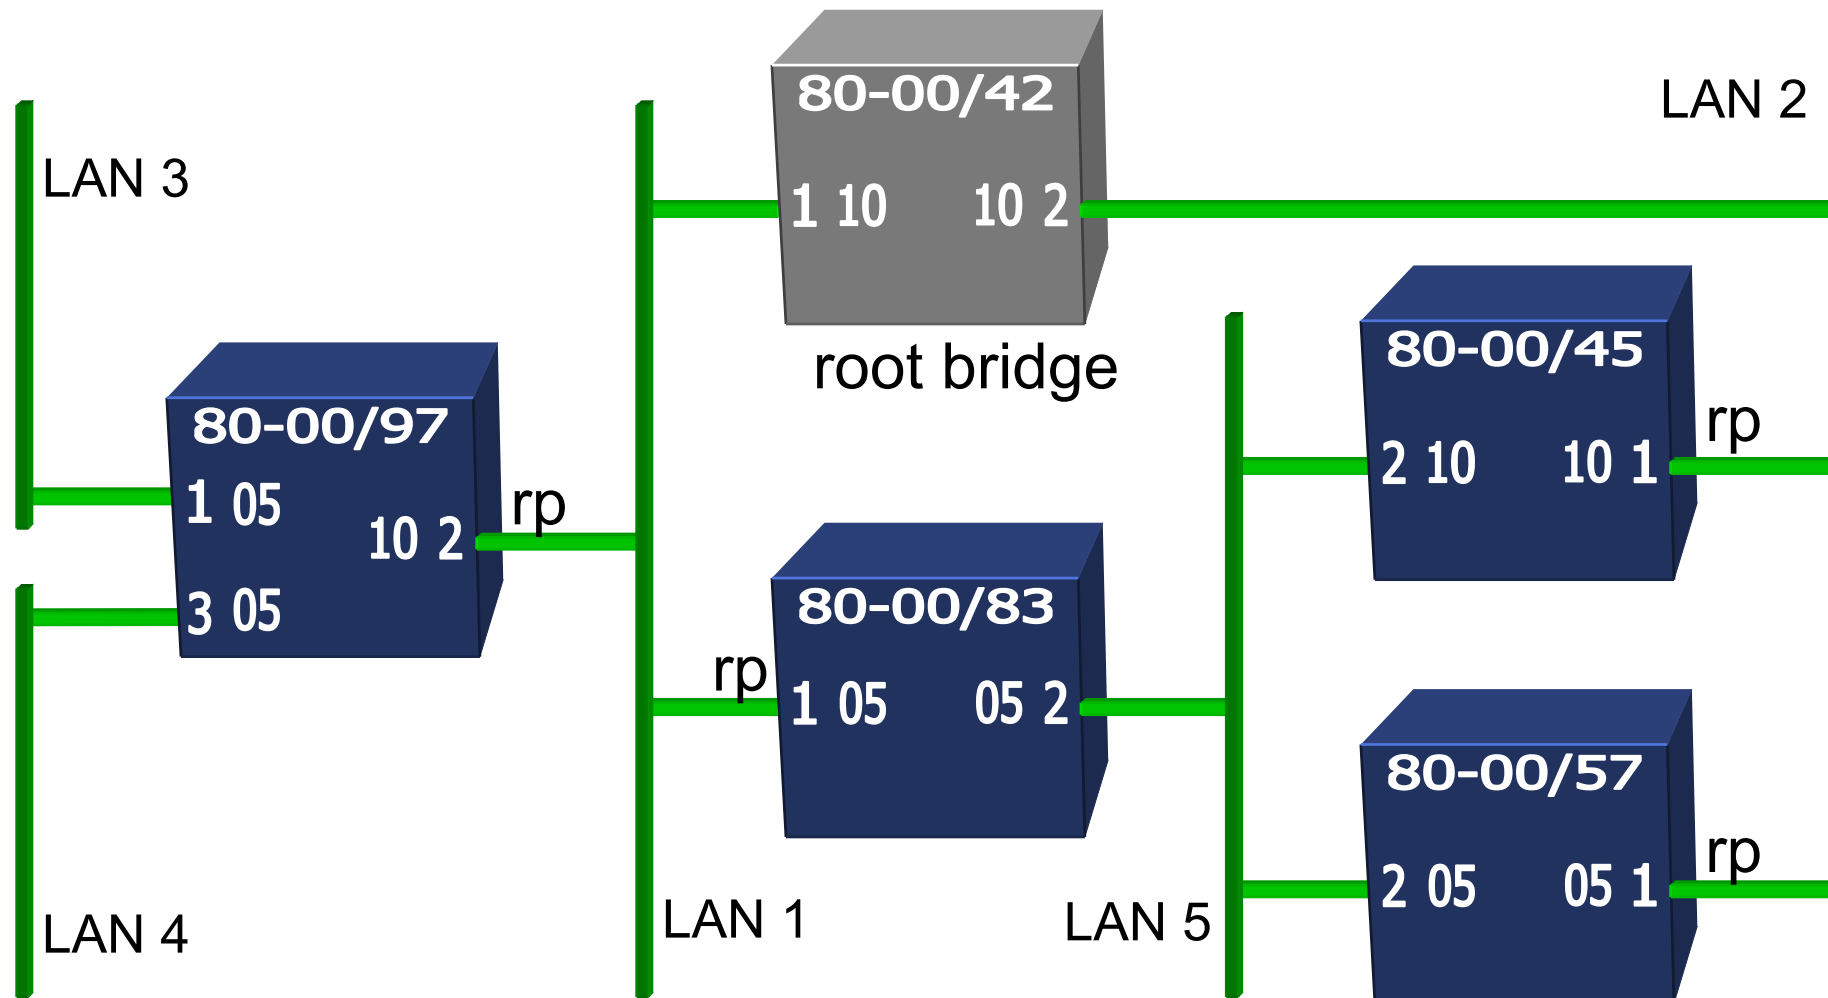 80-00/42
LAN 2
LAN 3
1 10 10 2
root bridge
80-00/45
rp
2 10 10 1
80-00/97
1 05
10 2
rp
3 05
80-00/83
rp
1 05 05 2
80-00/57
rp
2 05 05 1
LAN 4
LAN 1
LAN 5